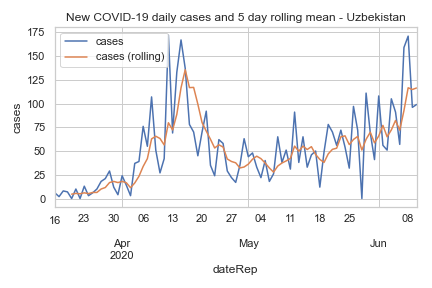 New COVID-19 daily cases and 5 day rolling mean - Uzbekistan
cases
cases (rolling)
175
150
125
100
75
50
25
0
cases
16 23 30 06 13 20 27 04 11 18 25 01 08
Apr May Jun
2020
dateRep